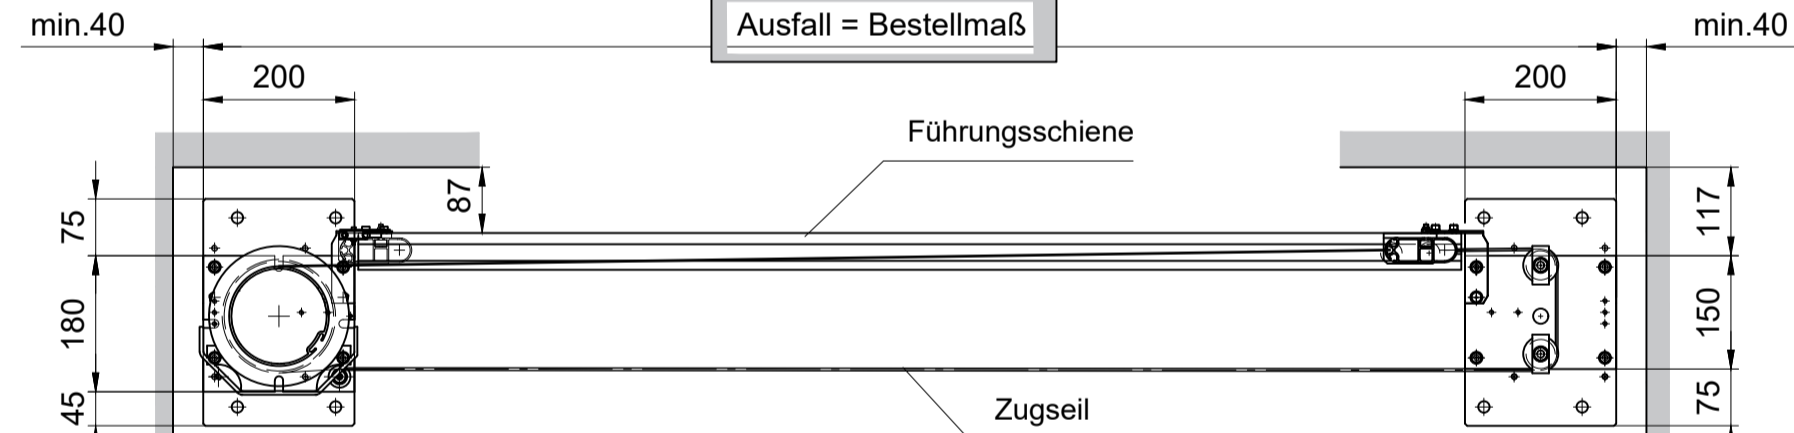 min.40
Ausfall = Bestellmaß
min.40
200
200
Führungsschiene
87
117
75
180
150
45
Zugseil
75